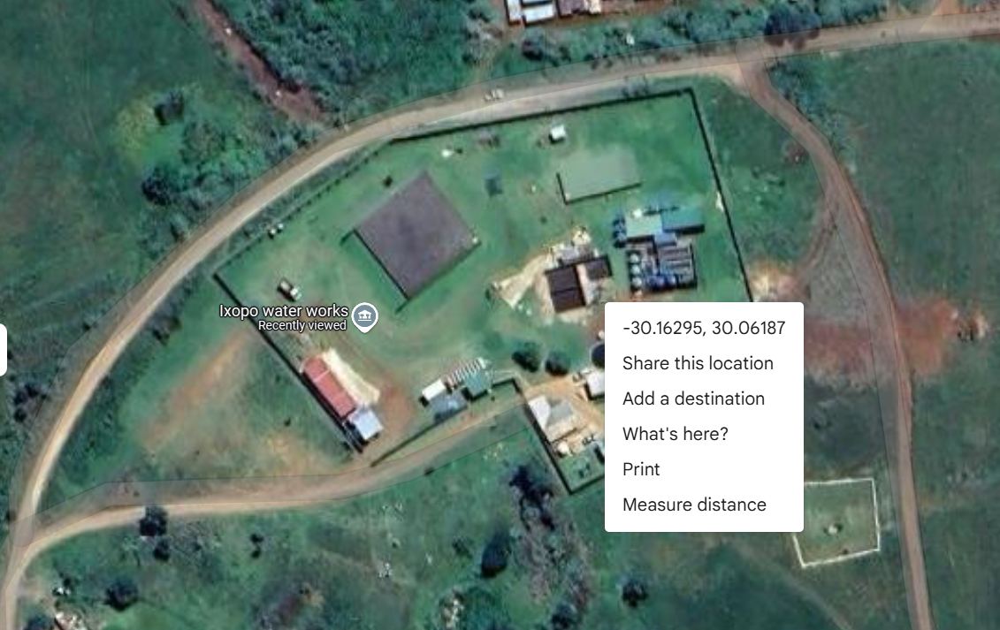 Ixopo water works
Recently viewed
-30.16295, 30.06187
Share this location
Add a destination
What's here?
Print
Measure distance